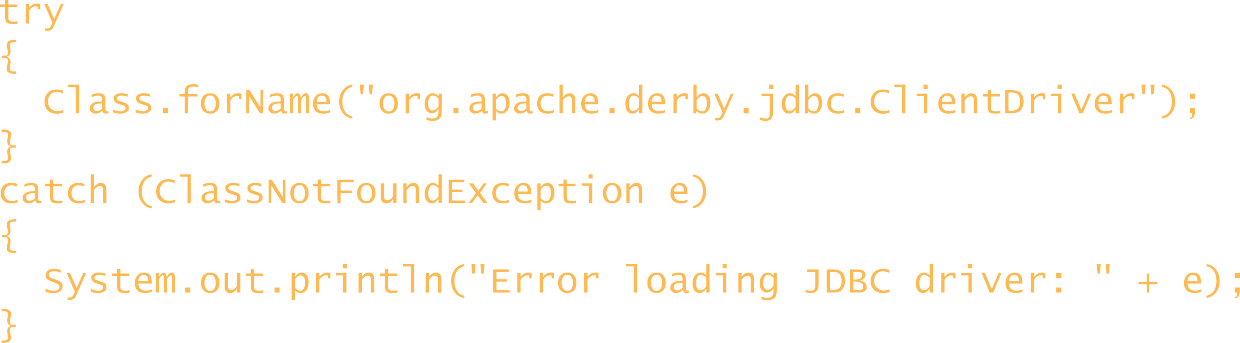 try
{
  Class.forName("org.apache.derby.jdbc.ClientDriver");
}
catch (ClassNotFoundException e)
{
  System.out.println("Error loading JDBC driver: " + e);
}